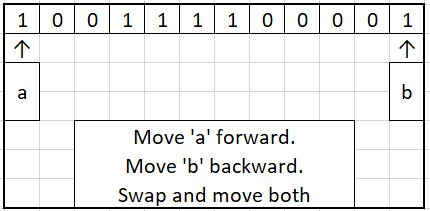 1 0 0 1 1 1 1 0 0 0 0 1
↑ ↑
a b
Move 'a' forward.
Move 'b' backward.
Swap and move both